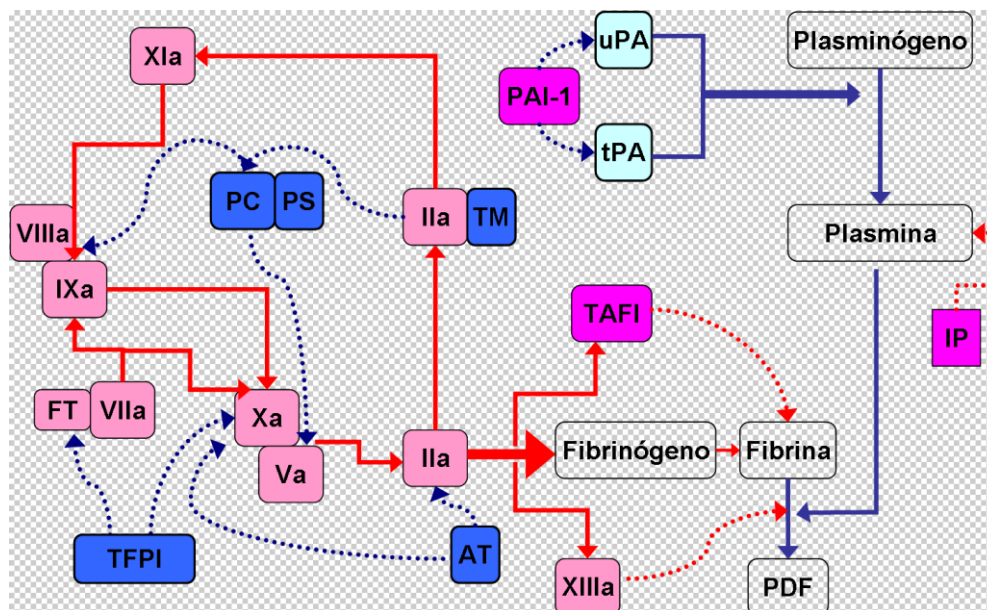 XIa
uPA
Plasminógeno
PAI-1
tPA
PC
PS
VIIIa
IIa
TM
Plasmina
IXa
TAFI
IP
FT
VIIa
Xa
Fibrinógeno
Fibrina
IIa
Va
TFPI
AT
XIIIa
PDF